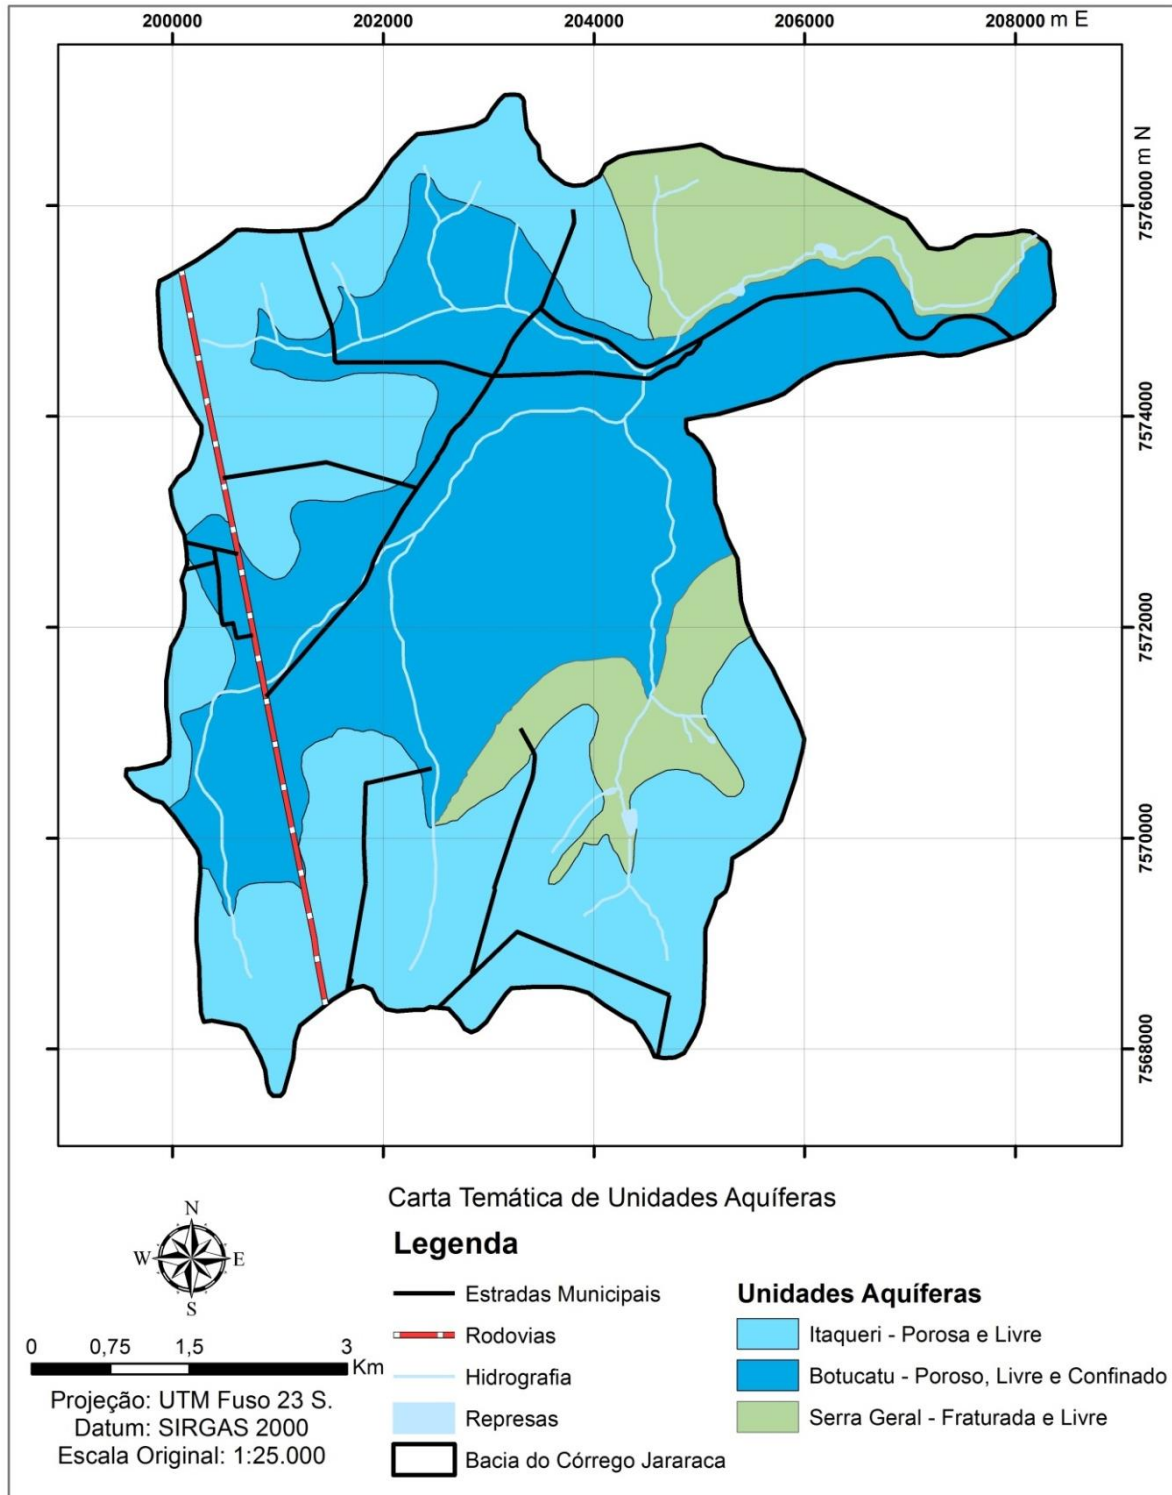 200000 202000 204000 206000 208000 m E
7576000 m N
7574000
7572000
7570000
7568000
Carta Temática de Unidades Aquíferas
Legenda
Estradas Municipais
Rodovias
Hidrografia
Represas
Bacia do Córrego Jararaca
Unidades Aquíferas
Itaqueri - Porosa e Livre
Botucatu - Poroso, Livre e Confinado
Serra Geral - Fraturada e Livre
N
W E
S
0 0,75 1,5 3
Km
Projeção: UTM Fuso 23 S.
Datum: SIRGAS 2000
Escala Original: 1:25.000